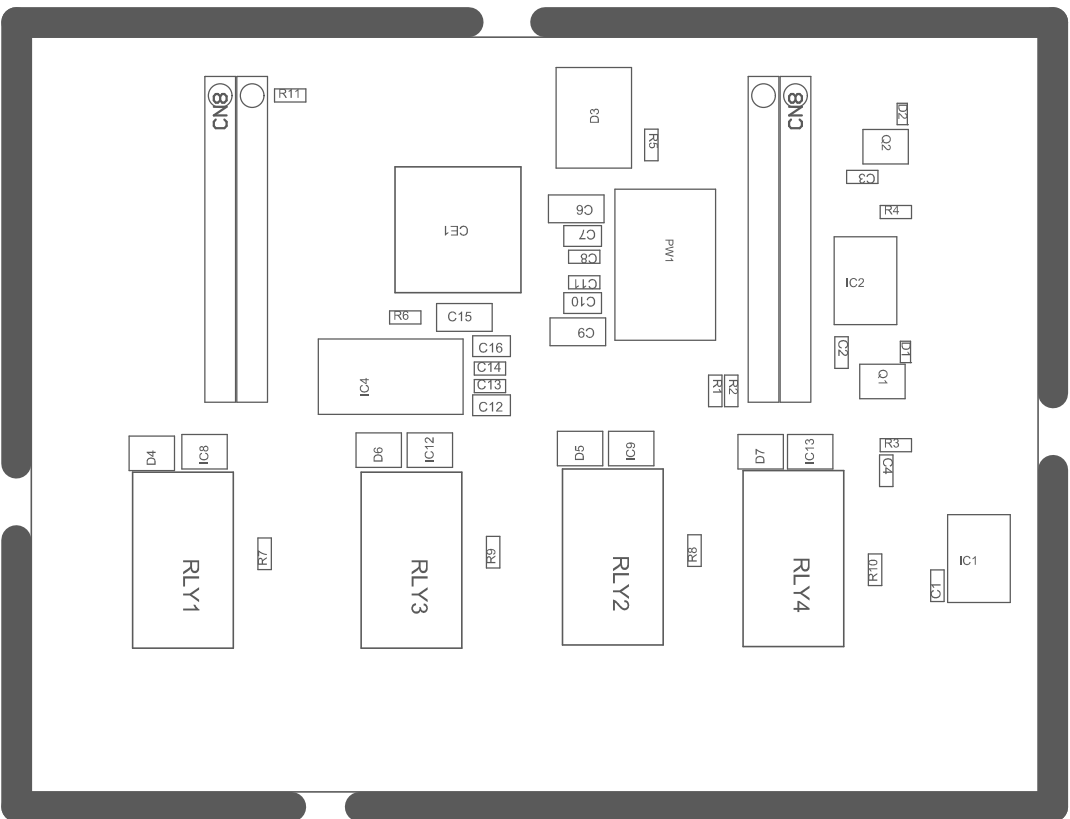 CN8
R11
D3
R5
CN8
D2
Q2
C3
R4
C6
C7
C8
C11
C10
C9
PW1
CE1
IC2
R6
C15
C16
C14
C13
C12
IC4
C2
D1
Q1
R1
R2
D4
IC8
D6
IC12
D5
IC9
D7
IC13
R3
C4
RLY1
R7
RLY3
R9
RLY2
R8
RLY4
R10
C1
IC1